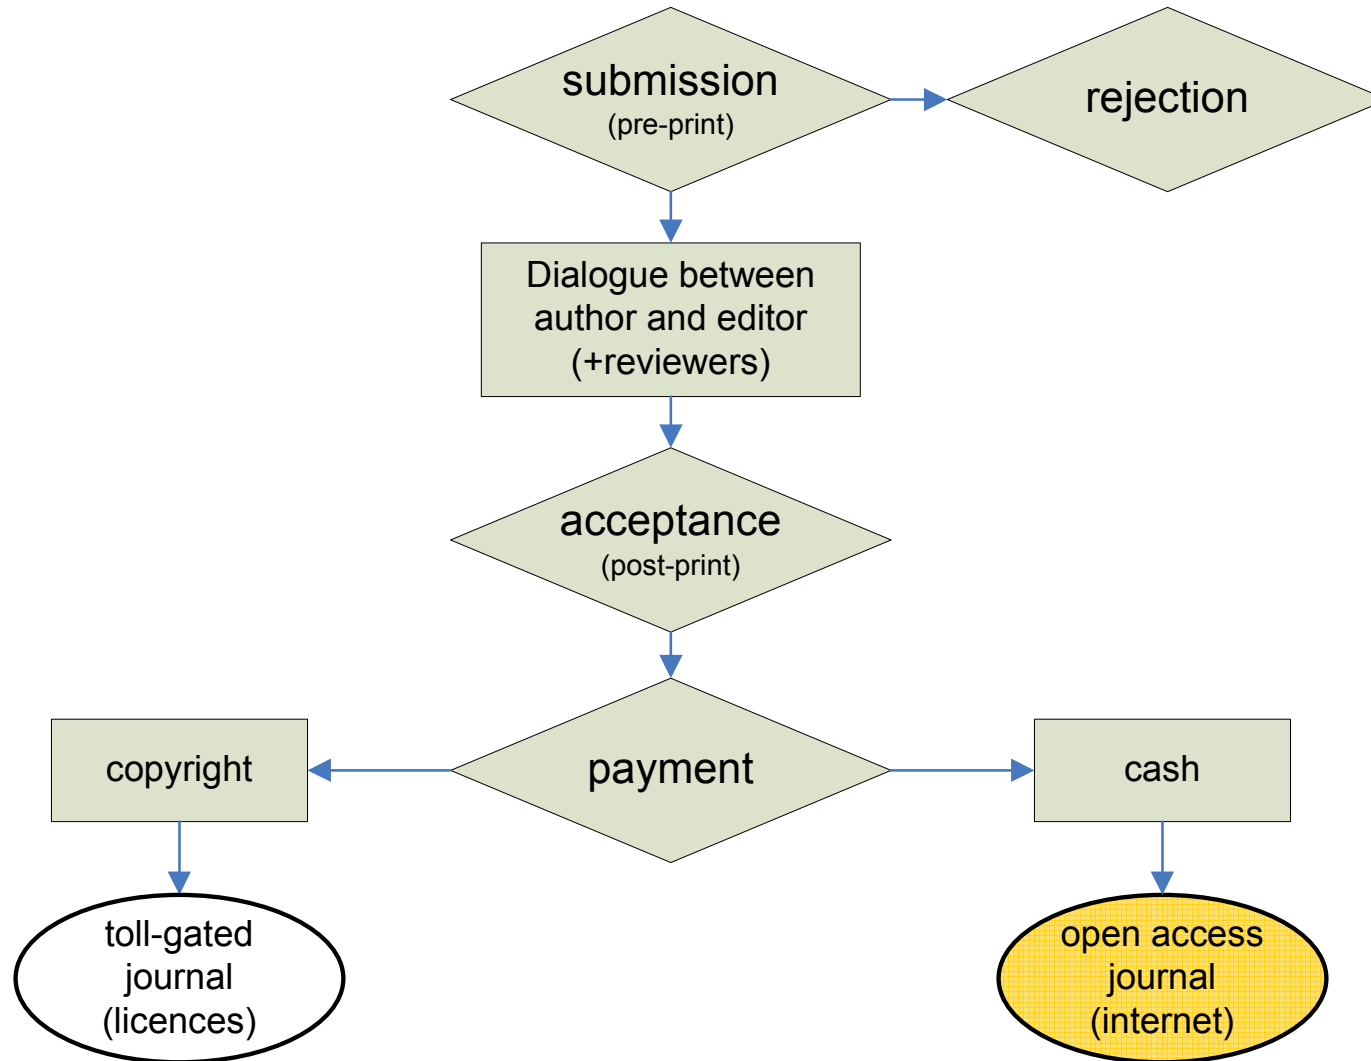 submission
(pre-print)
rejection
Dialogue between
author and editor
(+reviewers)
acceptance
(post-print)
copyright
payment
cash
toll-gated
journal
(licences)
open access
journal
(internet)